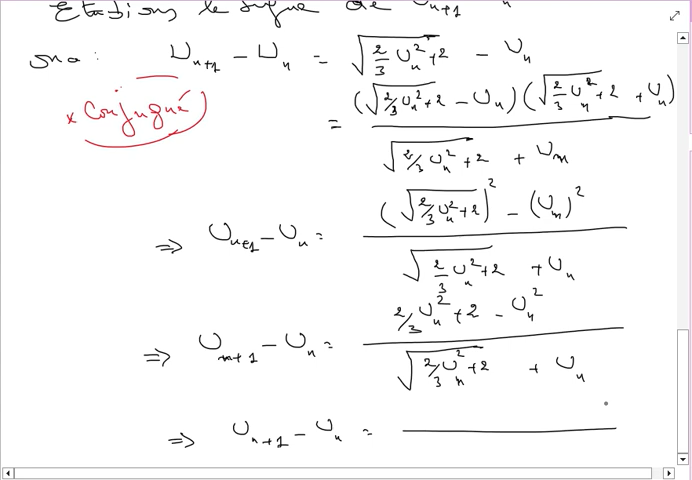 Etudions le signe de U_{n+1} - U_n
on a : U_{n+1} - U_n = √(2/3 U_n² + 2) - U_n
× Conjugué
= (√(2/3 U_n² + 2) - U_n)(√(2/3 U_n² + 2) + U_n) / (√(2/3 U_n² + 2) + U_n)
⇒ U_{n+1} - U_n = ((√(2/3 U_n² + 2))² - (U_n)²) / (√(2/3 U_n² + 2) + U_n)
⇒ U_{n+1} - U_n = (2/3 U_n² + 2 - U_n²) / (√(2/3 U_n² + 2) + U_n)
⇒ U_{n+1} - U_n =